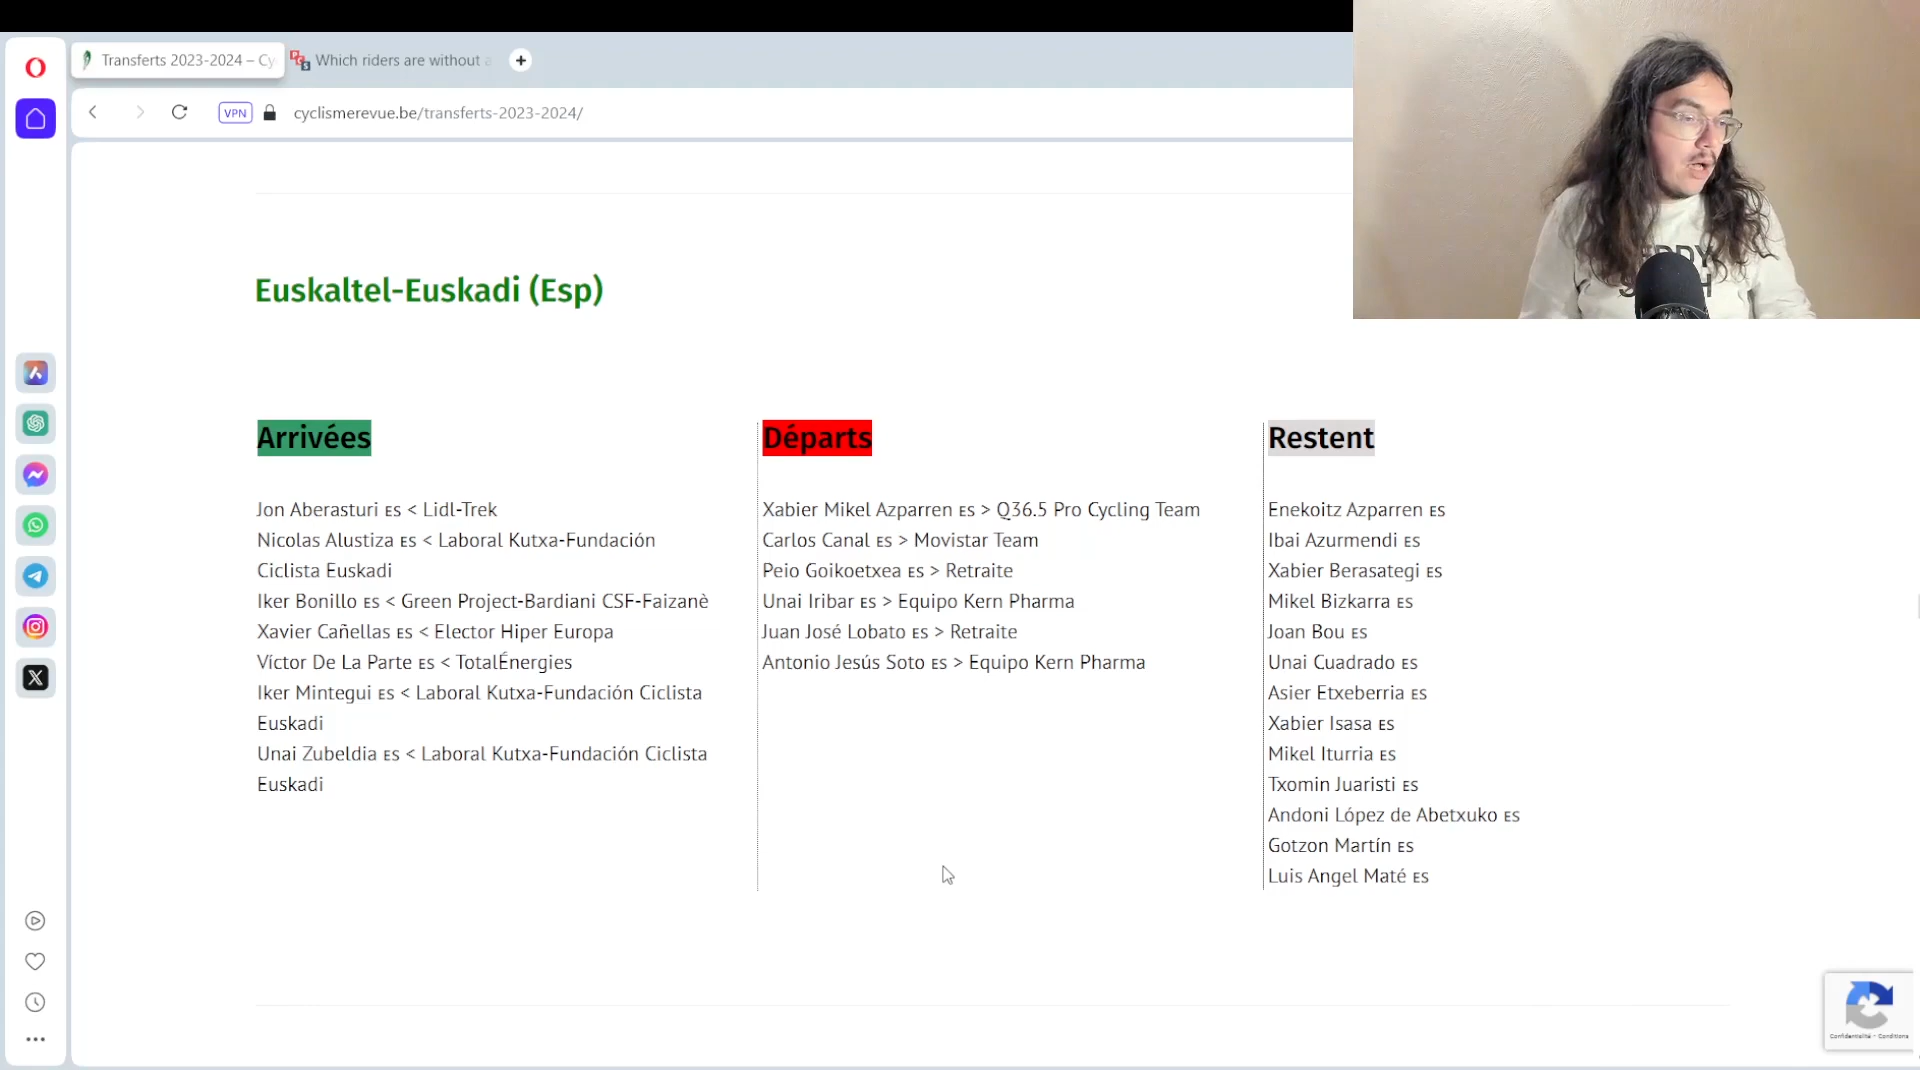 Transferts 2023-2024 – Cy
Which riders are without a
VPN
cyclismerevue.be/transferts-2023-2024/
Euskaltel-Euskadi (Esp)
Arrivées
Jon Aberasturi ES < Lidl-Trek
Nicolas Alustiza ES < Laboral Kutxa-Fundación
Ciclista Euskadi
Iker Bonillo ES < Green Project-Bardiani CSF-Faizanè
Xavier Cañellas ES < Elector Hiper Europa
Víctor De La Parte ES < TotalÉnergies
Iker Mintegui ES < Laboral Kutxa-Fundación Ciclista
Euskadi
Unai Zubeldia ES < Laboral Kutxa-Fundación Ciclista
Euskadi
Départs
Xabier Mikel Azparren ES > Q36.5 Pro Cycling Team
Carlos Canal ES > Movistar Team
Peio Goikoetxea ES > Retraite
Unai Iribar ES > Equipo Kern Pharma
Juan José Lobato ES > Retraite
Antonio Jesús Soto ES > Equipo Kern Pharma
Restent
Enekoitz Azparren ES
Ibai Azurmendi ES
Xabier Berasategi ES
Mikel Bizkarra ES
Joan Bou ES
Unai Cuadrado ES
Asier Etxeberria ES
Xabier Isasa ES
Mikel Iturria ES
Txomin Juaristi ES
Andoni López de Abetxuko ES
Gotzon Martín ES
Luis Angel Maté ES
Confidentialité - Conditions